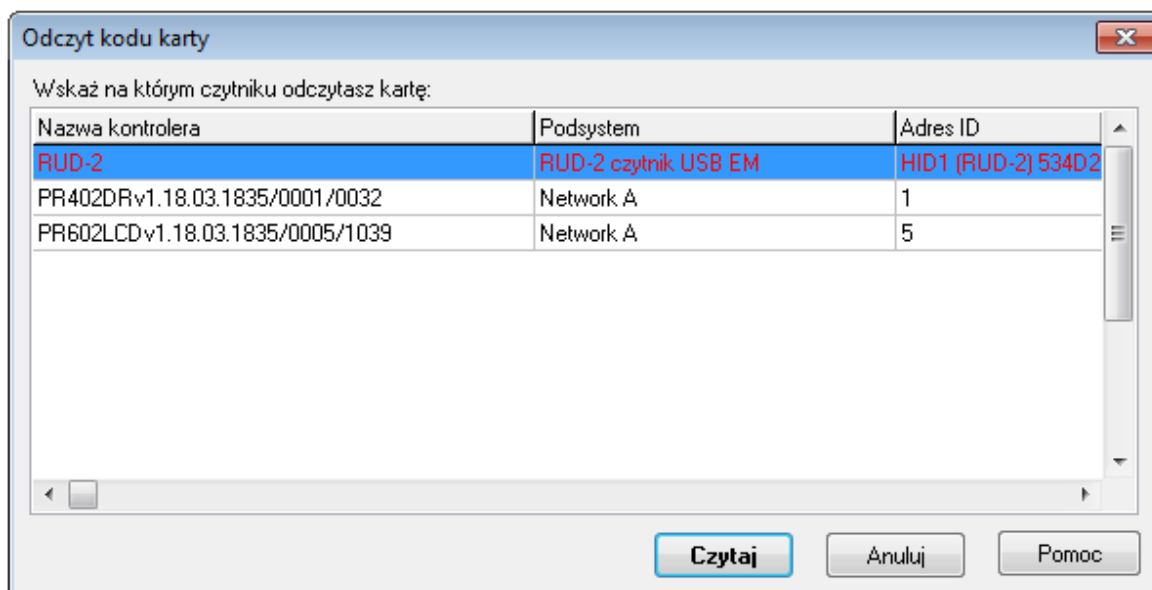 Odczyt kodu karty
Wskaż na którym czytniku odczytasz kartę:
Nazwa kontrolera Podsystem Adres ID
RUD-2 RUD-2 czytnik USB EM HID1 (RUD-2) 534D2
PR402DRv1.18.03.1835/0001/0032 Network A 1
PR602LCDv1.18.03.1835/0005/1039 Network A 5
Czytaj Anuluj Pomoc